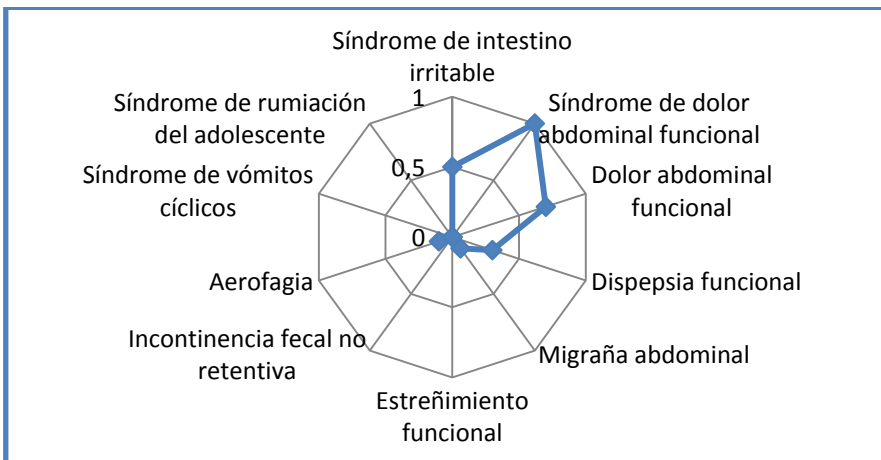 Síndrome de intestino
irritable
1
Síndrome de rumiación
del adolescente
Síndrome de dolor
abdominal funcional
0,5
Síndrome de vómitos
cíclicos
Dolor abdominal
funcional
0
Aerofagia
Dispepsia funcional
Incontinencia fecal no
retentiva
Migraña abdominal
Estreñimiento
funcional